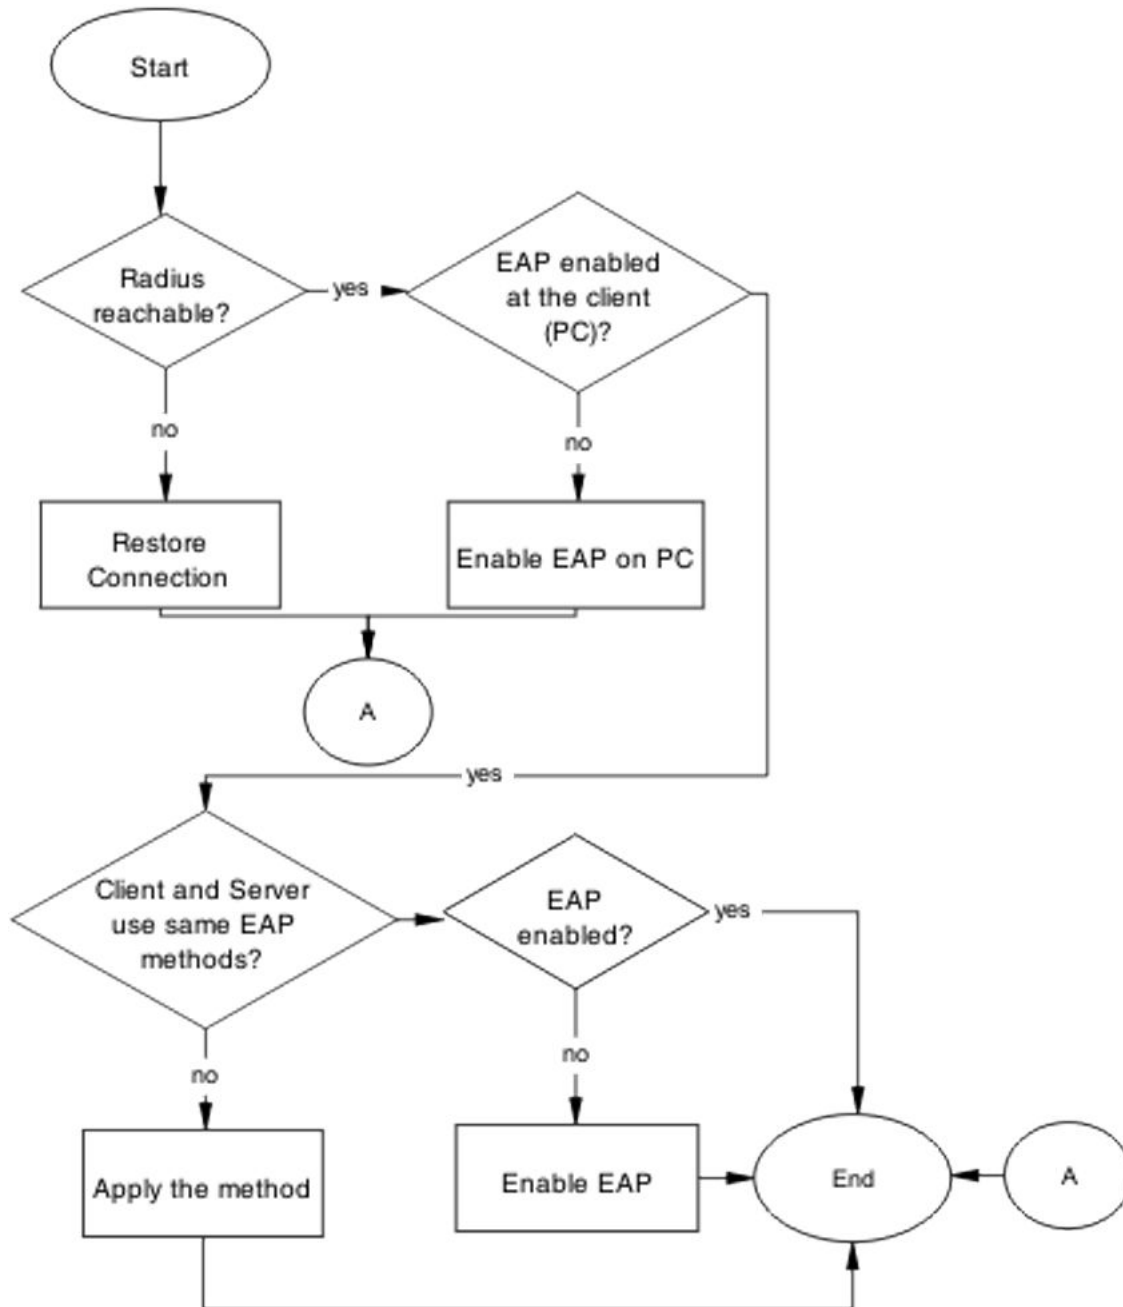 Start
Radius
reachable?
yes
EAP enabled
at the client
(PC)?
no
no
Restore
Connection
Enable EAP on PC
A
yes
Client and Server
use same EAP
methods?
EAP
enabled?
yes
no
no
Apply the method
Enable EAP
End
A